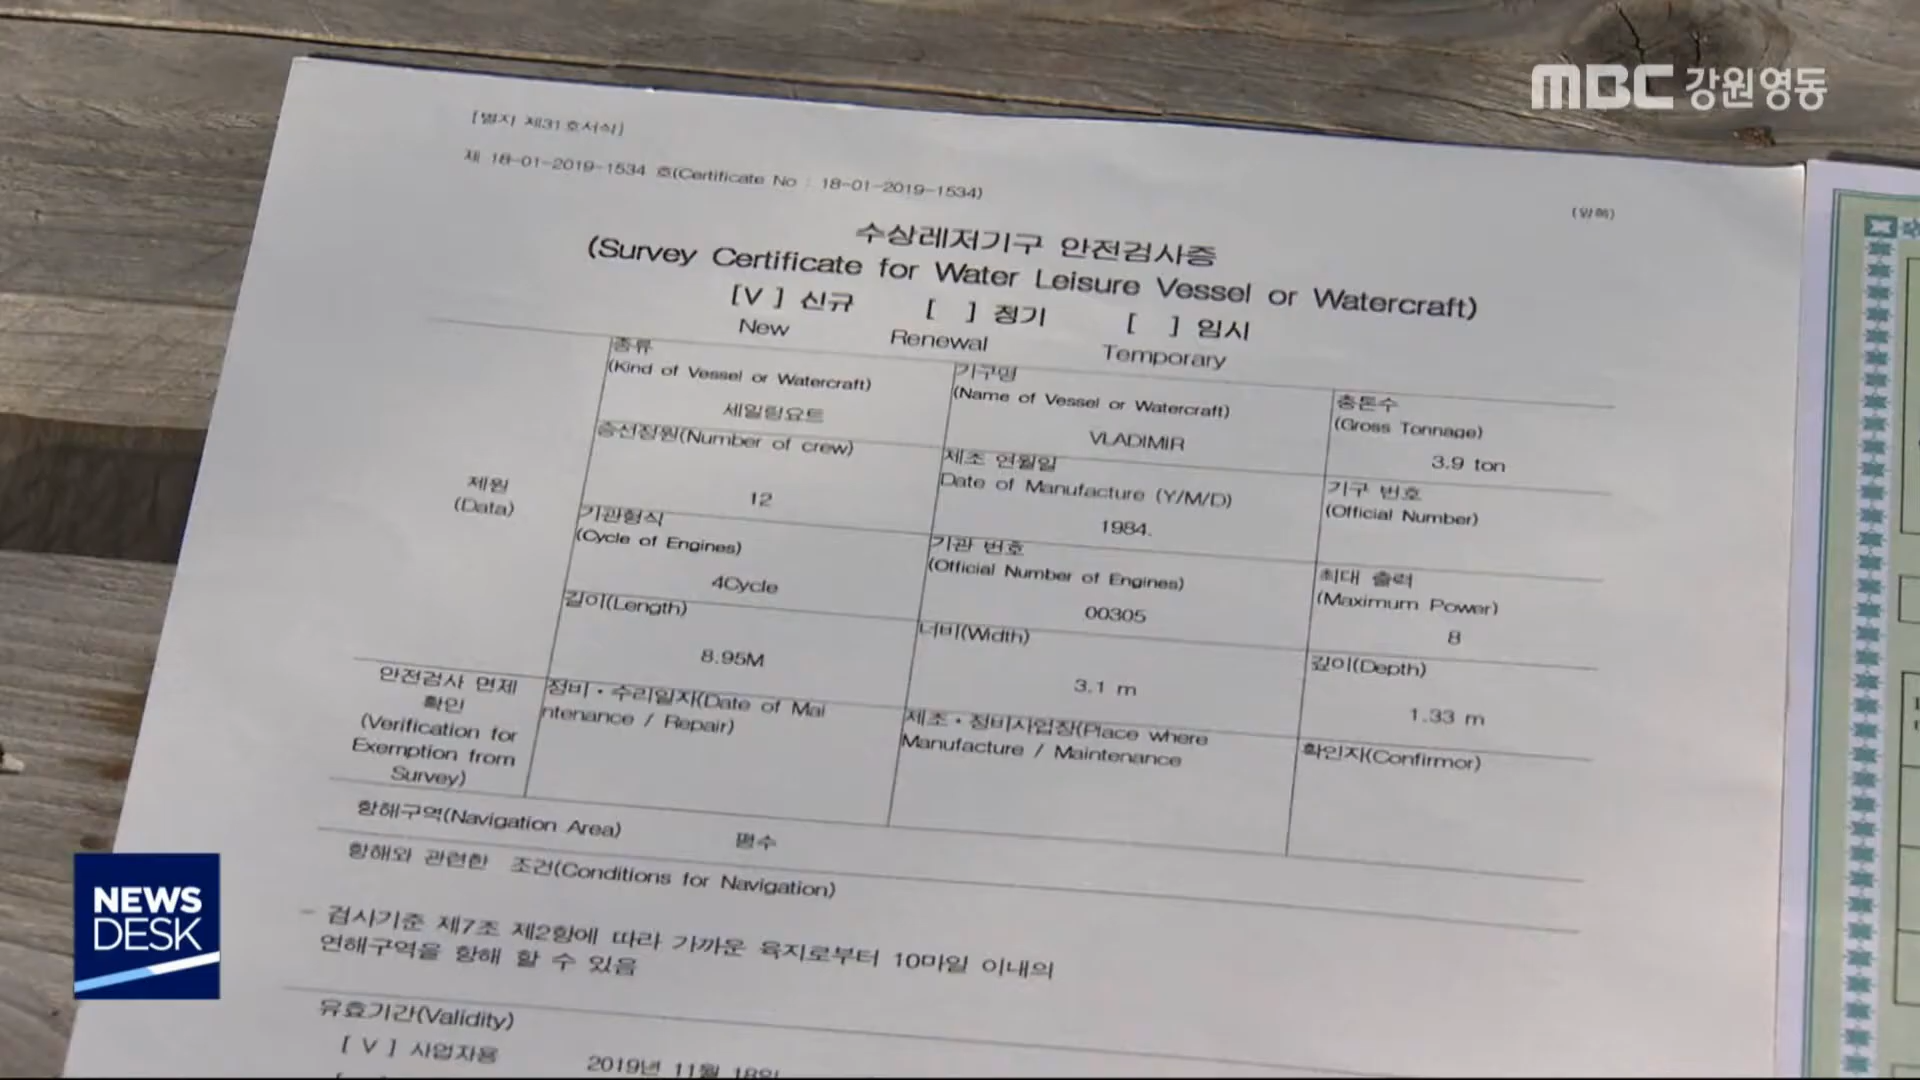 MBC 강원영동
[별지 제31호서식]
제 18-01-2019-1534 호(Certificate No : 18-01-2019-1534)
(앞쪽)
수상레저기구 안전검사증
(Survey Certificate for Water Leisure Vessel or Watercraft)
[V] 신규 [ ] 정기 [ ] 임시
New Renewal Temporary
제원
(Data)
종류
(Kind of Vessel or Watercraft)
세일링요트
기구명
(Name of Vessel or Watercraft)
VLADIMIR
총톤수
(Gross Tonnage)
3.9 ton
승선정원(Number of crew)
12
제조 연월일
Date of Manufacture (Y/M/D)
1984.
기구 번호
(Official Number)
기관형식
(Cycle of Engines)
4Cycle
기관 번호
(Official Number of Engines)
00305
최대 출력
(Maximum Power)
8
길이(Length)
8.95M
너비(Width)
3.1 m
깊이(Depth)
1.33 m
안전검사 면제
확인
(Verification for
Exemption from
Survey)
정비·수리일자(Date of Mai
ntenance / Repair)
제조·정비사업장(Place where
Manufacture / Maintenance
확인자(Confirmor)
항해구역(Navigation Area) 평수
항해와 관련한 조건(Conditions for Navigation)
- 검사기준 제7조 제2항에 따라 가까운 육지로부터 10마일 이내의
연해구역을 항해 할 수 있음
유효기간(Validity)
[ V ] 사업자용 2019년 11월 18일
NEWS
DESK